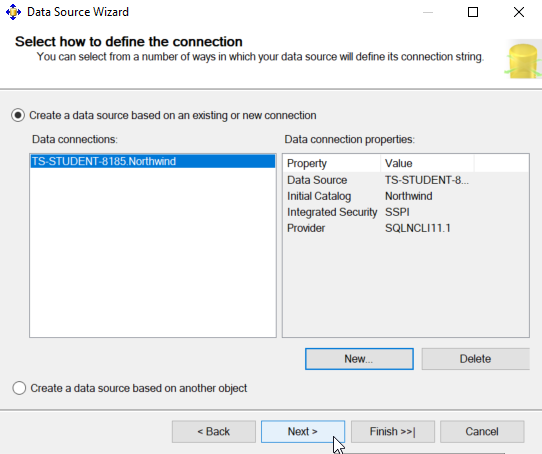 Data Source Wizard
Select how to define the connection
You can select from a number of ways in which your data source will define its connection string.
Create a data source based on an existing or new connection
Data connections:
Data connection properties:
TS-STUDENT-8185.Northwind
Property Value
Data Source TS-STUDENT-8...
Initial Catalog Northwind
Integrated Security SSPI
Provider SQLNCLI11.1
New... Delete
Create a data source based on another object
< Back Next > Finish >>| Cancel